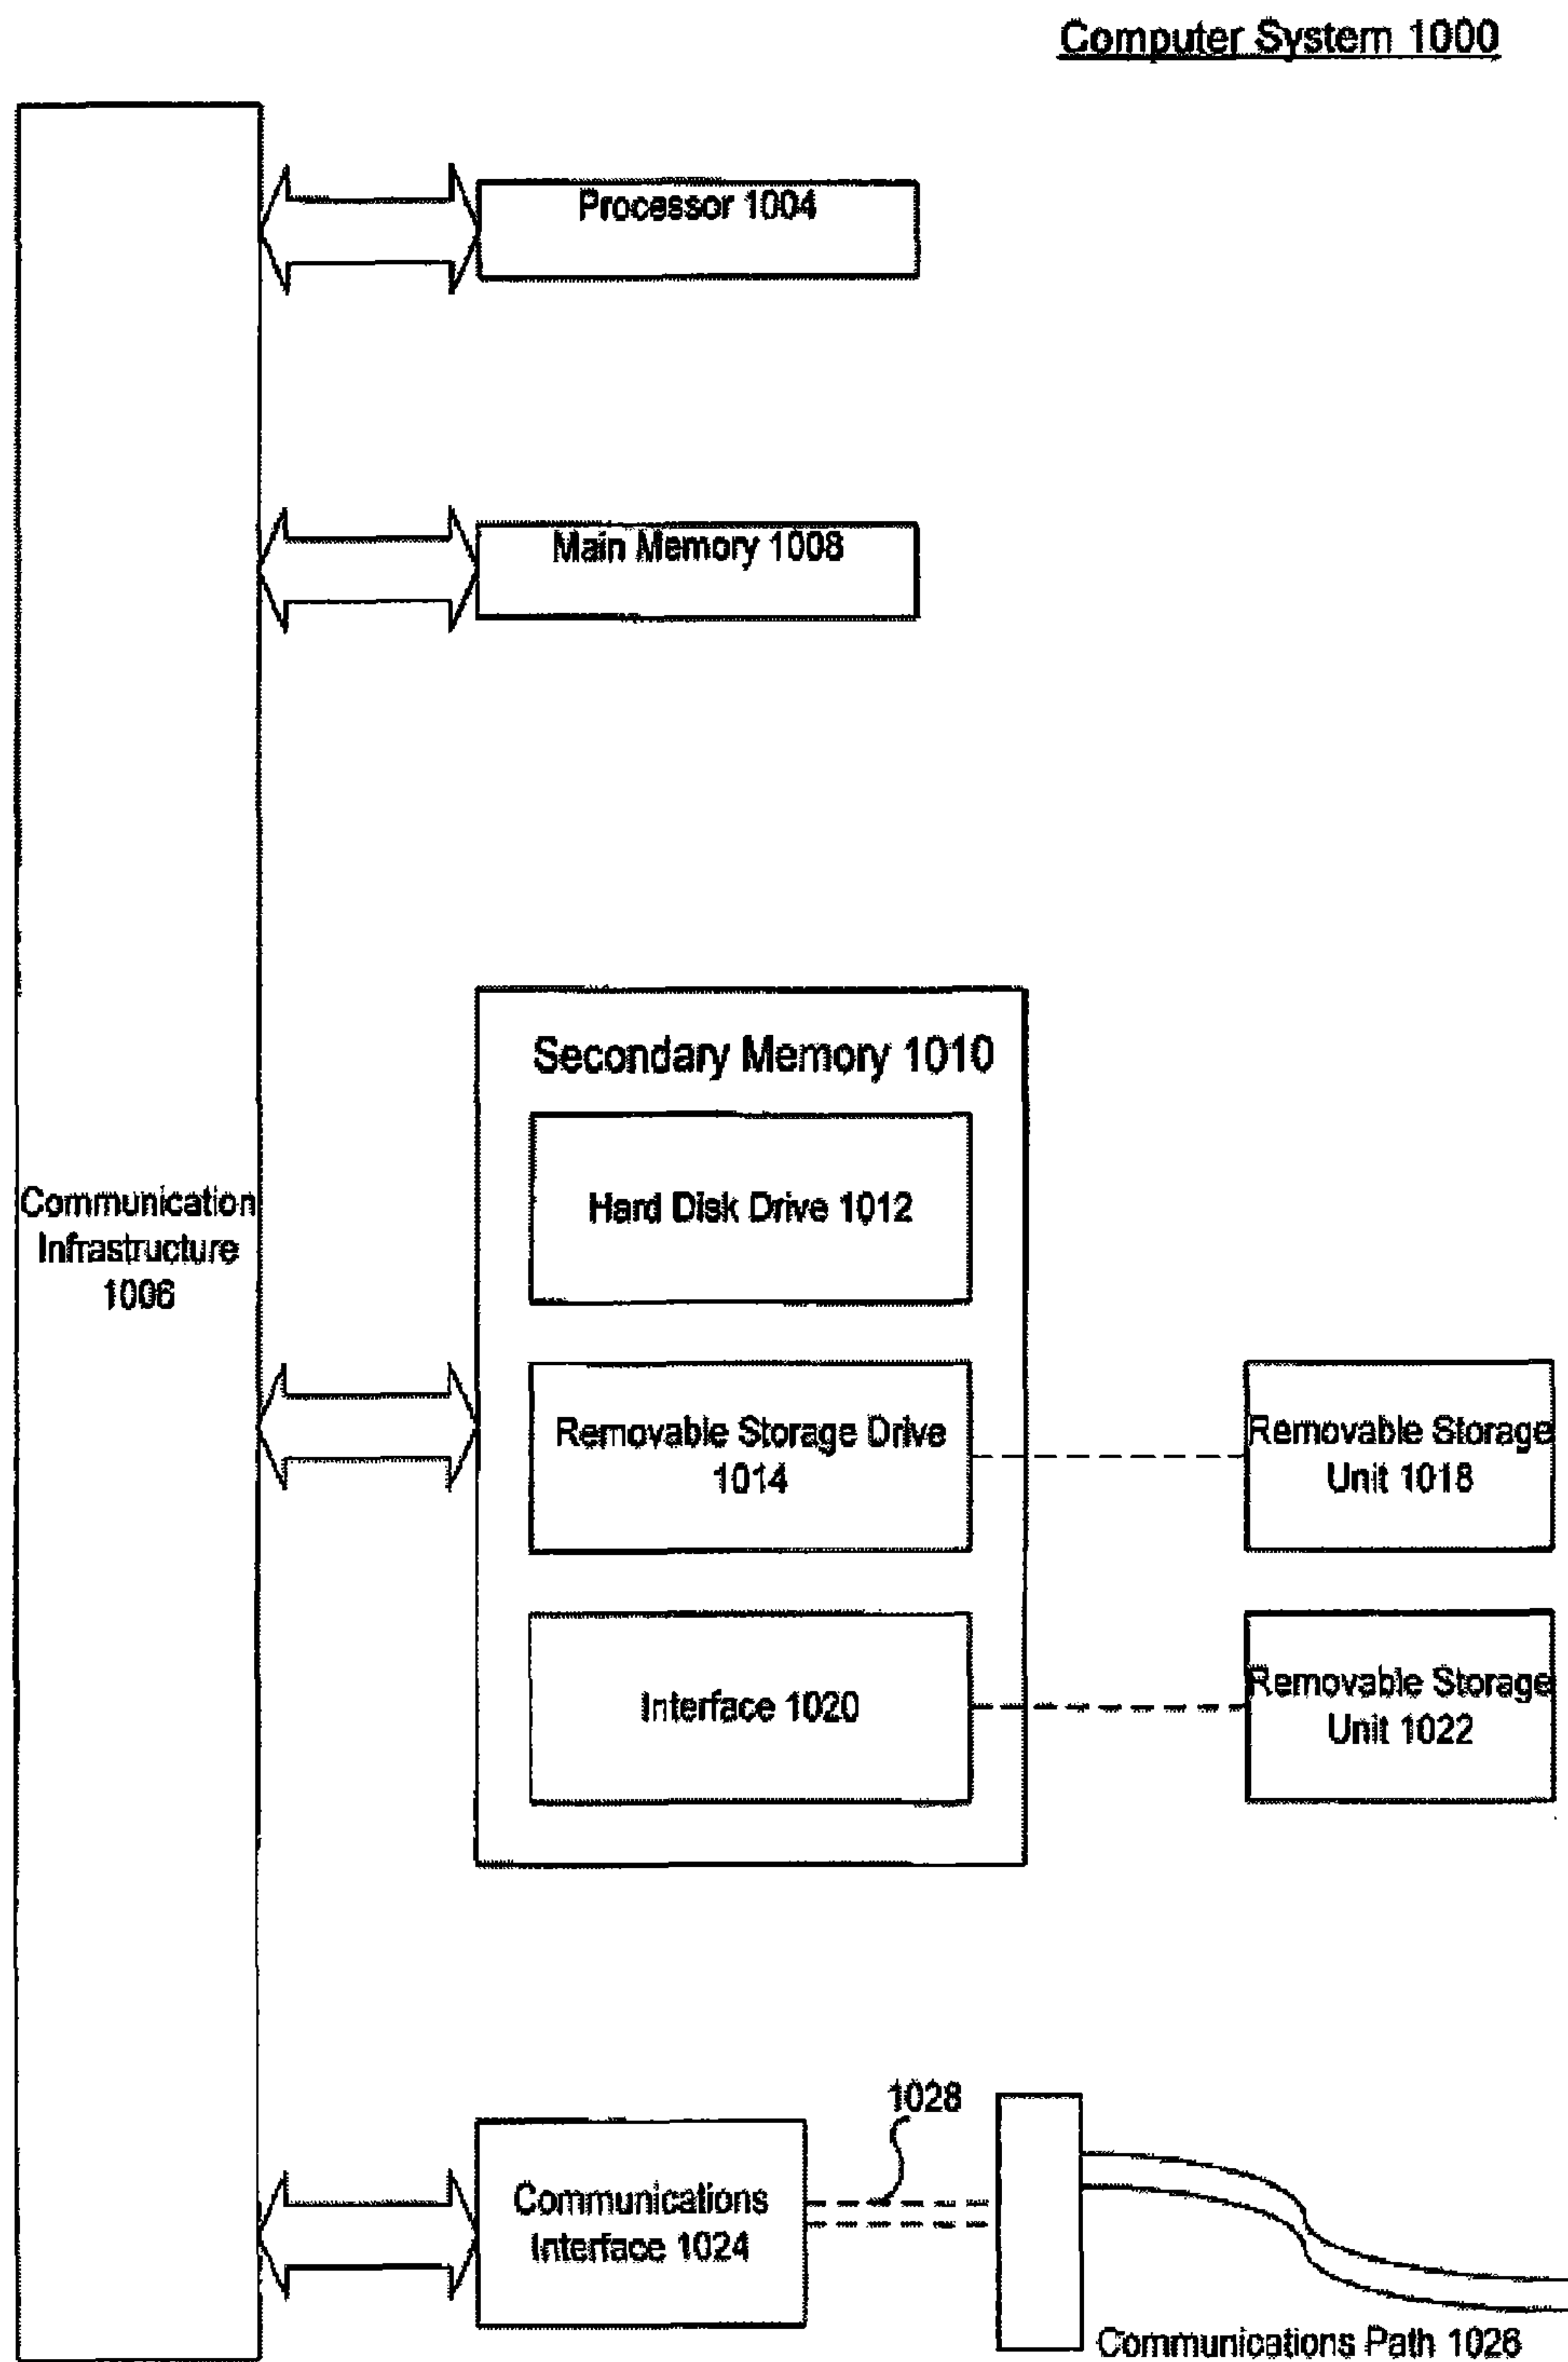 Computer System 1000
Processor 1004
Main Memory 1008
Secondary Memory 1010
Hard Disk Drive 1012
Communication
Infrastructure
1006
Removable Storage Drive
1014
Removable Storage
Unit 1018
Interface 1020
Removable Storage
Unit 1022
1028
Communications
Interface 1024
Communications Path 1026